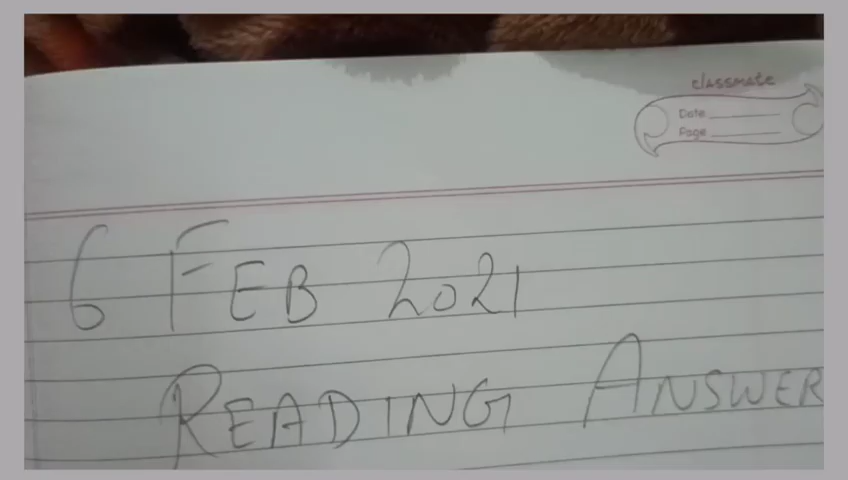 classmate
Date
Page
6 FEB 2021
READING ANSWER